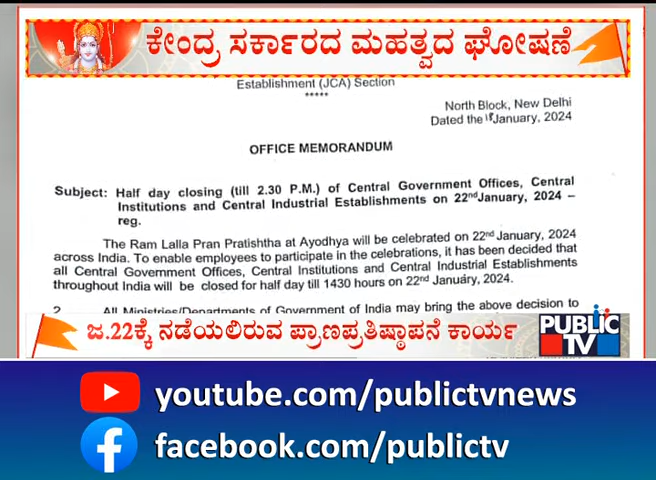 ಕೇಂದ್ರ ಸರ್ಕಾರದ ಮಹತ್ವದ ಘೋಷಣೆ
Establishment (JCA) Section
*****
North Block, New Delhi
Dated the 18January, 2024
OFFICE MEMORANDUM
Subject: Half day closing (till 2.30 P.M.) of Central Government Offices, Central
Institutions and Central Industrial Establishments on 22nd January, 2024 –
reg.
The Ram Lalla Pran Pratishtha at Ayodhya will be celebrated on 22nd January, 2024
across India. To enable employees to participate in the celebrations, it has been decided that
all Central Government Offices, Central Institutions and Central Industrial Establishments
throughout India will be closed for half day till 1430 hours on 22nd January, 2024.
2. All Ministries/Departments of Government of India may bring the above decision to
ಜ.22ಕ್ಕೆ ನಡೆಯಲಿರುವ ಪ್ರಾಣಪ್ರತಿಷ್ಠಾಪನೆ ಕಾರ್ಯ
PUBLIC
TV
youtube.com/publictvnews
facebook.com/publictv